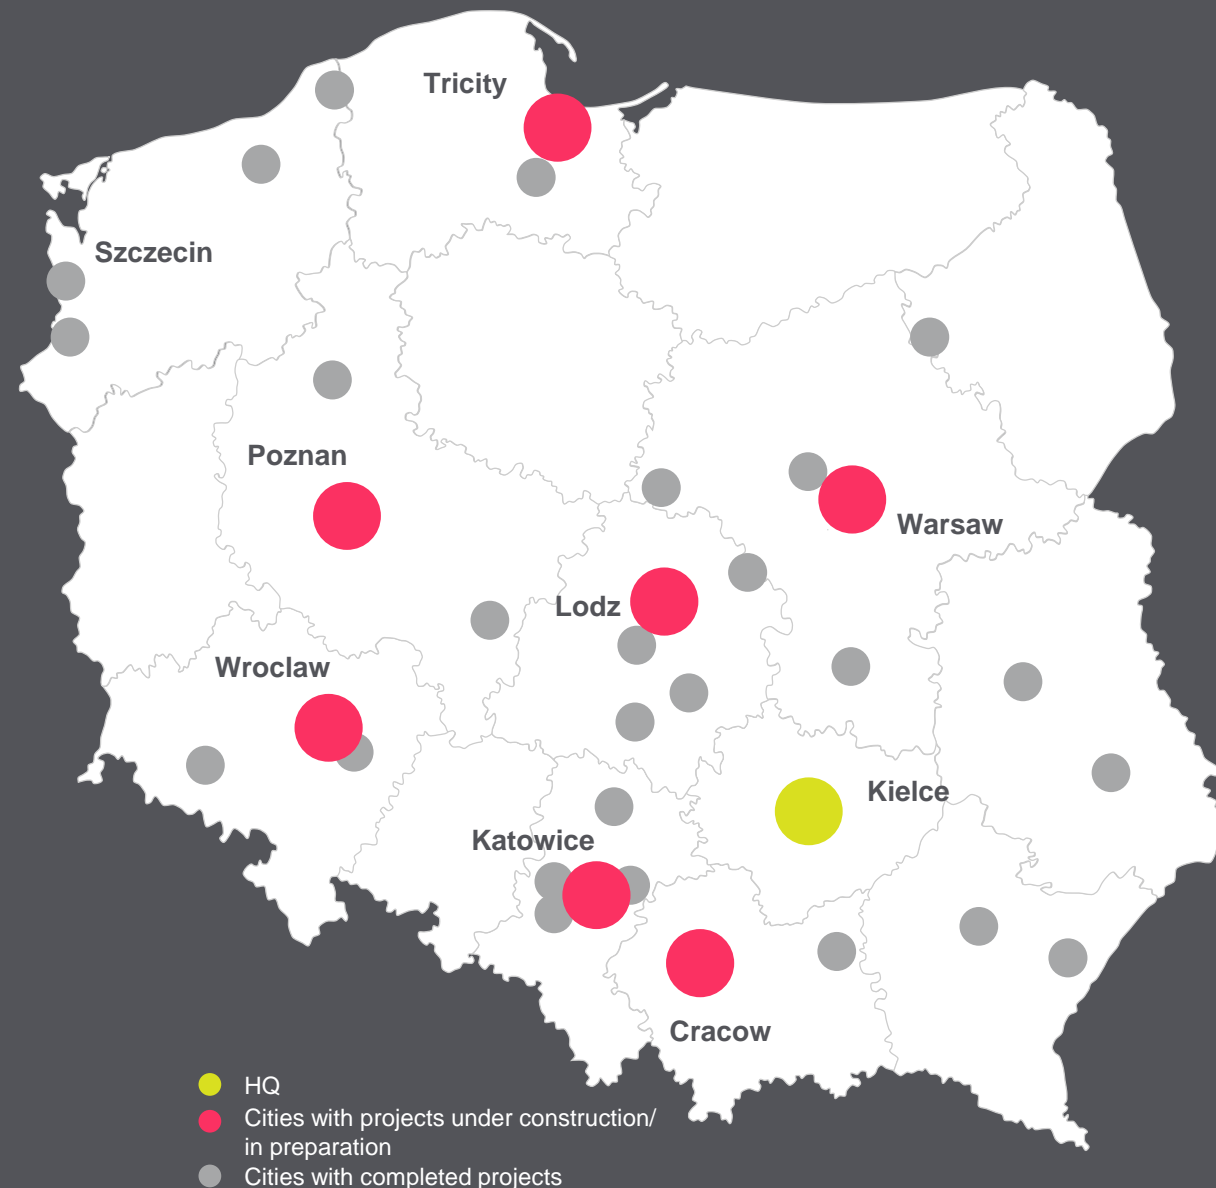 Tricity
Szczecin
Poznan
Warsaw
Lodz
Wroclaw
Kielce
Katowice
Cracow
HQ
Cities with projects under construction/
in preparation
Cities with completed projects